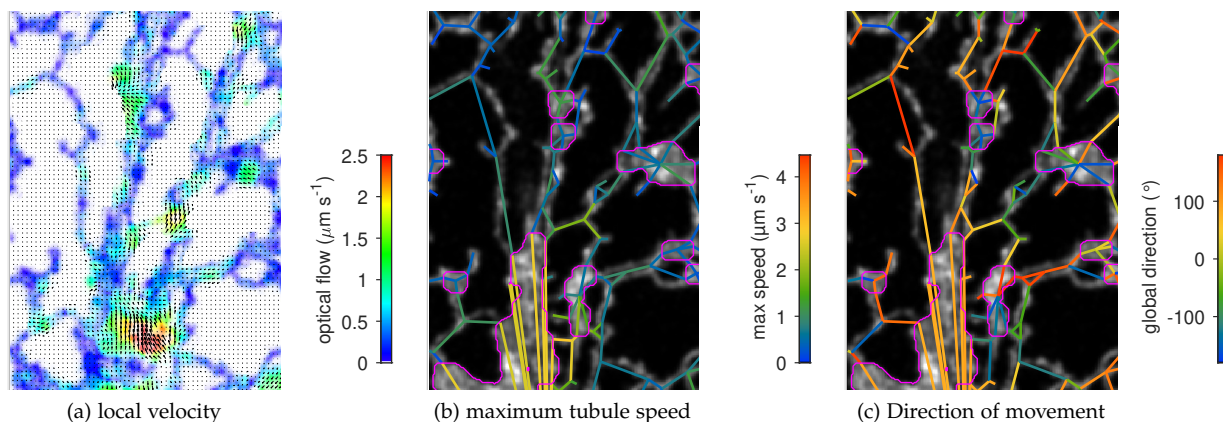 2.5
2
1.5
1
0.5
0
optical flow (μm s⁻¹)
(a) local velocity
4
3
2
1
0
max speed (μm s⁻¹)
(b) maximum tubule speed
100
0
-100
global direction (°)
(c) Direction of movement